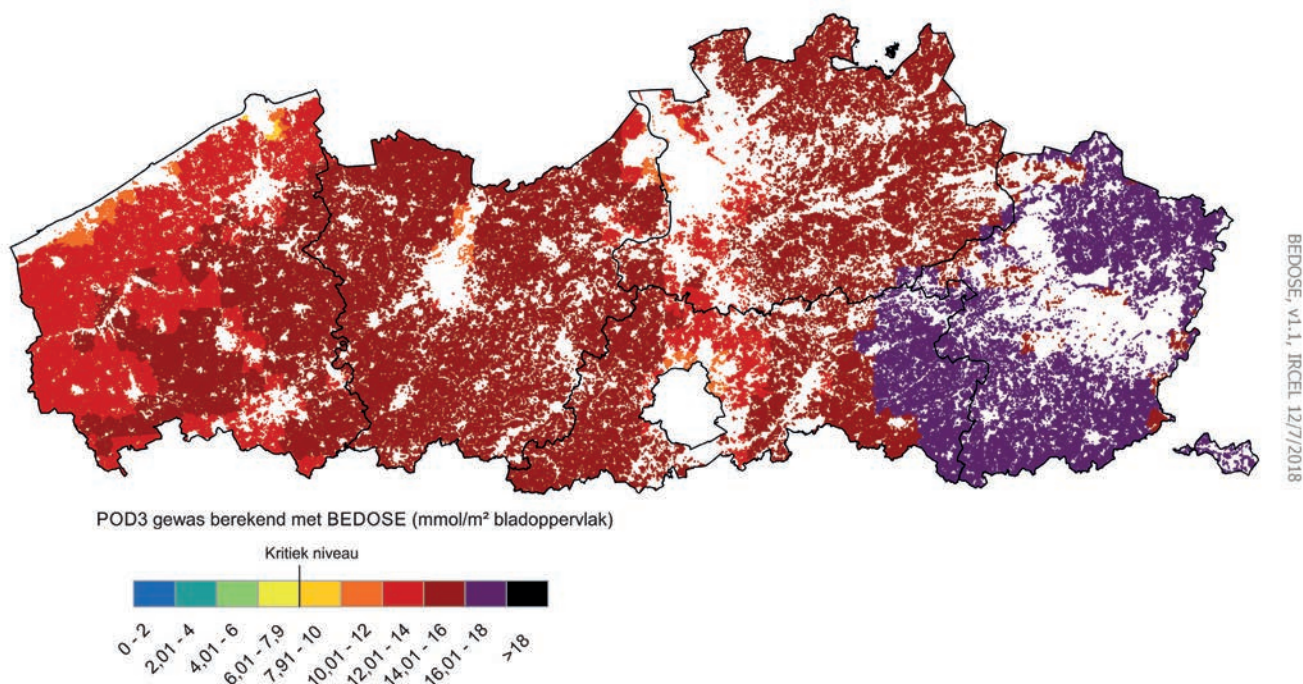 BEDOSE, v1.1, IRCEL 12/7/2018
POD3 gewas berekend met BEDOSE (mmol/m² bladoppervlak)
Kritiek niveau
0 - 2
2,01 - 4
4,01 - 6
6,01 - 7,9
7,91 - 10
10,01 - 12
12,01 - 14
14,01 - 16
16,01 - 18
>18